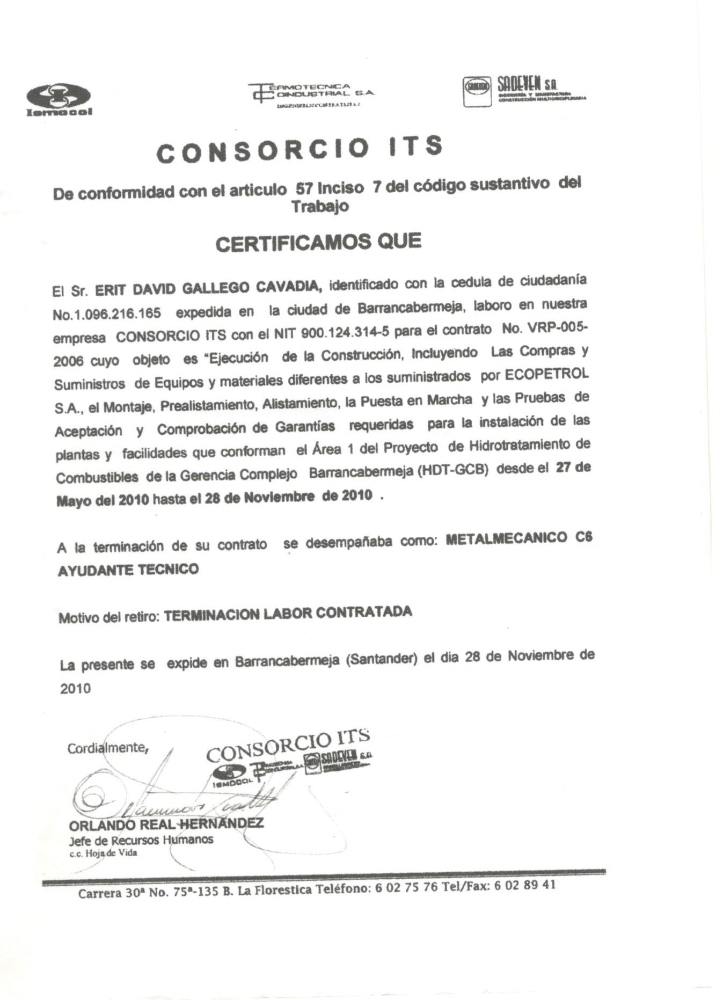 Ismocol
TERMOTECNICA
COINDUSTRIAL S.A.
SADEVEN S.A.
INGENIERÍA Y MANUFACTURA
CONSTRUCCIÓN MULTIDISCIPLINARIA
CONSORCIO ITS
De conformidad con el articulo 57 Inciso 7 del código sustantivo del
Trabajo
CERTIFICAMOS QUE
El Sr. ERIT DAVID GALLEGO CAVADIA, identificado con la cedula de ciudadanía
No.1.096.216.165 expedida en la ciudad de Barrancabermeja, laboro en nuestra
empresa CONSORCIO ITS con el NIT 900.124.314-5 para el contrato No. VRP-005-
2006 cuyo objeto es “Ejecución de la Construcción, Incluyendo Las Compras y
Suministros de Equipos y materiales diferentes a los suministrados por ECOPETROL
S.A., el Montaje, Prealistamiento, Alistamiento, la Puesta en Marcha y las Pruebas de
Aceptación y Comprobación de Garantías requeridas para la instalación de las
plantas y facilidades que conforman el Área 1 del Proyecto de Hidrotratamiento de
Combustibles de la Gerencia Complejo Barrancabermeja (HDT-GCB) desde el 27 de
Mayo del 2010 hasta el 28 de Noviembre de 2010 .
A la terminación de su contrato se desempañaba como: METALMECANICO C6
AYUDANTE TECNICO
Motivo del retiro: TERMINACION LABOR CONTRATADA
La presente se expide en Barrancabermeja (Santander) el dia 28 de Noviembre de
2010
Cordialmente,
CONSORCIO ITS
ISMOCOL
SADEVEN S.A.
ORLANDO REAL HERNÁNDEZ
Jefe de Recursos Humanos
c.c. Hoja de Vida
Carrera 30ª No. 75ª-135 B. La Florestica Teléfono: 6 02 75 76 Tel/Fax: 6 02 89 41